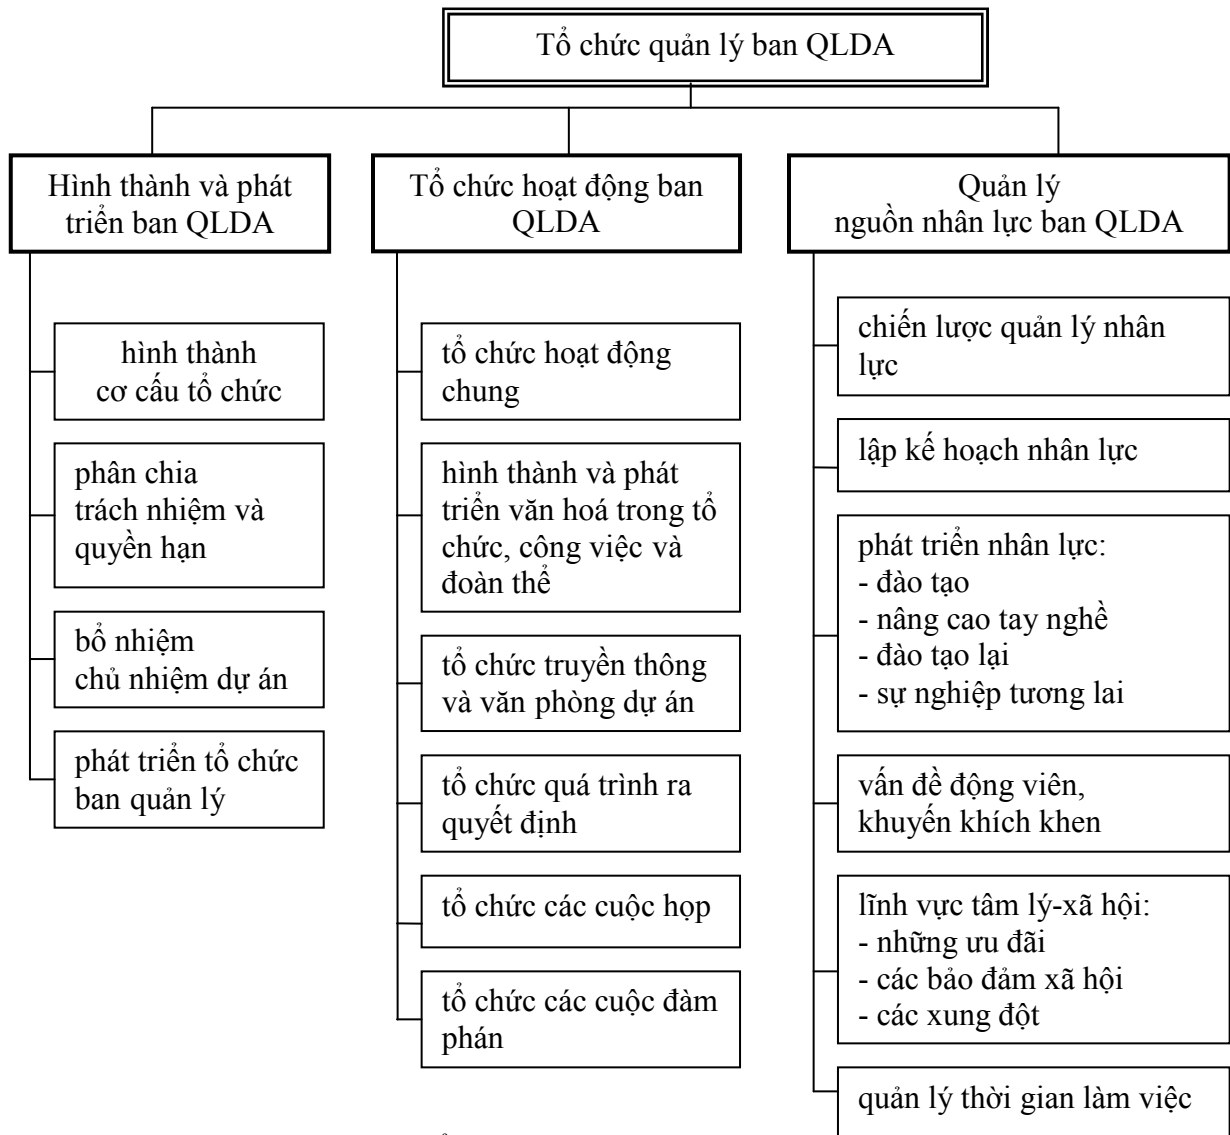 Tổ chức quản lý ban QLDA
Hình thành và phát
triển ban QLDA
hình thành
cơ cấu tổ chức
phân chia
trách nhiệm và
quyền hạn
bổ nhiệm
chủ nhiệm dự án
phát triển tổ chức
ban quản lý
Tổ chức hoạt động ban
QLDA
tổ chức hoạt động
chung
hình thành và phát
triển văn hoá trong tổ
chức, công việc và
đoàn thể
tổ chức truyền thông
và văn phòng dự án
tổ chức quá trình ra
quyết định
tổ chức các cuộc họp
tổ chức các cuộc đàm
phán
Quản lý
nguồn nhân lực ban QLDA
chiến lược quản lý nhân
lực
lập kế hoạch nhân lực
phát triển nhân lực:
- đào tạo
- nâng cao tay nghề
- đào tạo lại
- sự nghiệp tương lai
vấn đề động viên,
khuyến khích khen
lĩnh vực tâm lý-xã hội:
- những ưu đãi
- các bảo đảm xã hội
- các xung đột
quản lý thời gian làm việc